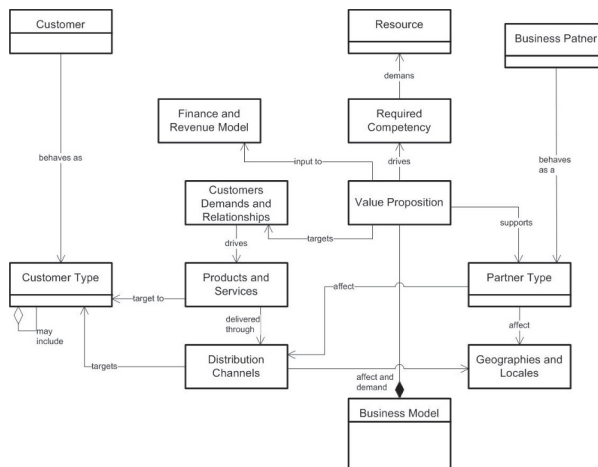 Customer
Resource
Business Patner
demans
Finance and
Revenue Model
Required
Competency
behaves as
input to
drives
behaves
as a
Customers
Demands and
Relationships
Value Proposition
supports
drives
targets
Customer Type
Products and
Services
Partner Type
target to
affect
may
include
delivered
through
affect
targets
Distribution
Channels
affect and
demand
Geographies and
Locales
Business Model